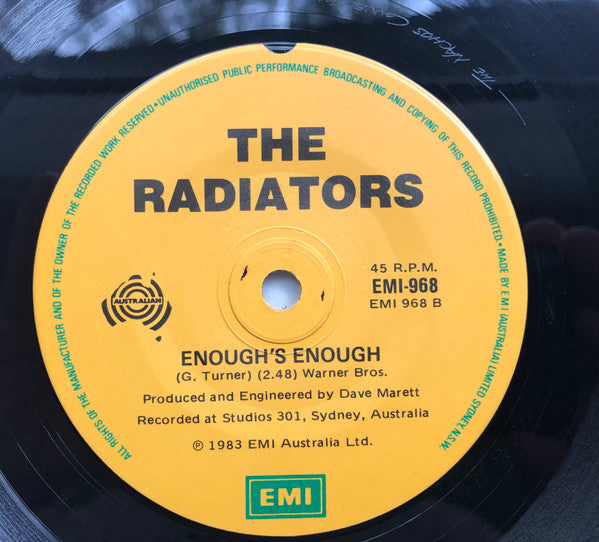 ALL RIGHTS OF THE MANUFACTURER AND OF THE OWNER OF THE RECORDED WORK RESERVED • UNAUTHORISED PUBLIC PERFORMANCE BROADCASTING AND COPYING OF THIS RECORD PROHIBITED • MADE BY E M I (AUSTRALIA) LIMITED SYDNEY, N.S.W.
THE NACHOS
THE
RADIATORS
45 R.P.M.
EMI-968
EMI 968 B
AUSTRALIAN
ENOUGH'S ENOUGH
(G. Turner) (2.48) Warner Bros.
Produced and Engineered by Dave Marett
Recorded at Studios 301, Sydney, Australia
℗ 1983 EMI Australia Ltd.
EMI